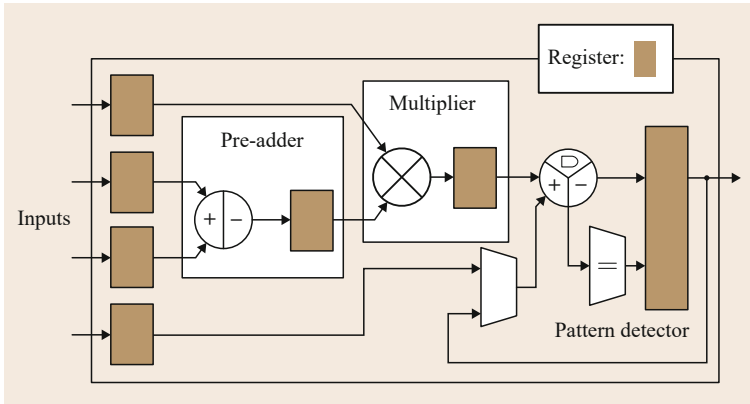 Register:
Multiplier
Pre-adder
D
+ −
+ −
Inputs
=
Pattern detector